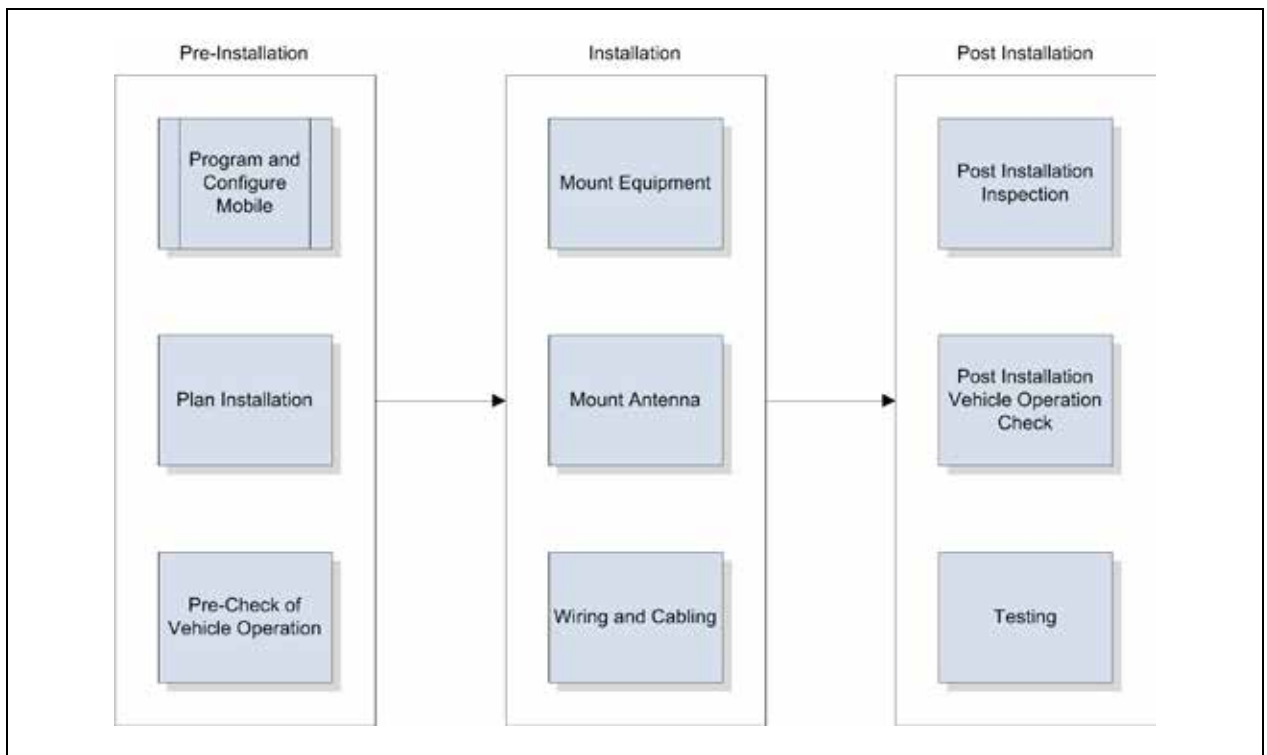 Pre-Installation
Program and
Configure
Mobile
Plan Installation
Pre-Check of
Vehicle Operation
Installation
Mount Equipment
Mount Antenna
Wiring and Cabling
Post Installation
Post Installation
Inspection
Post Installation
Vehicle Operation
Check
Testing